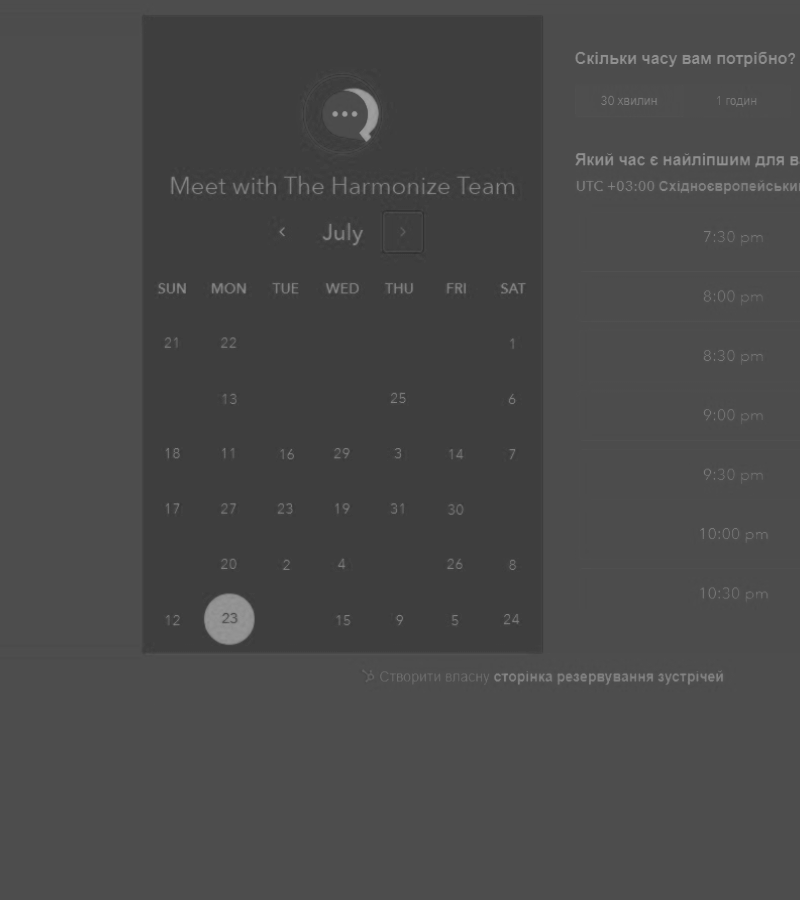 Meet with The Harmonize Team
July
SUN MON TUE WED THU FRI SAT
21 22 1
13 25 6
18 11 16 29 3 14 7
17 27 23 19 31 30
20 2 4 26 8
12 23 15 9 5 24
Скільки часу вам потрібно?
30 хвилин 1 годин
Який час є найліпшим для
UTC +03:00
7:30 pm
8:00 pm
8:30 pm
9:00 pm
9:30 pm
10:00 pm
10:30 pm
Створити власну сторінка резервування зустрічей